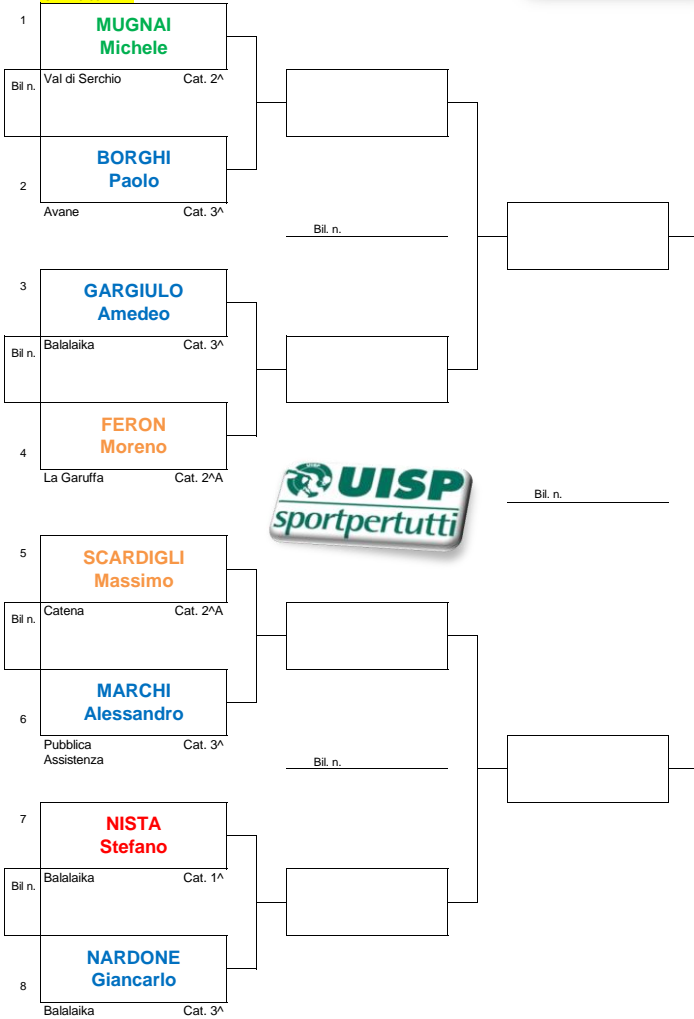 1
MUGNAI
Michele
Bil n.
Val di Serchio Cat. 2^
BORGHI
Paolo
2
Avane Cat. 3^
Bil. n.
3
GARGIULO
Amedeo
Bil n.
Balalaika Cat. 3^
FERON
Moreno
4
La Garuffa Cat. 2^A
UISP
sportpertutti
Bil. n.
5
SCARDIGLI
Massimo
Bil n.
Catena Cat. 2^A
MARCHI
Alessandro
6
Pubblica Cat. 3^
Assistenza
Bil. n.
7
NISTA
Stefano
Bil n.
Balalaika Cat. 1^
NARDONE
Giancarlo
8
Balalaika Cat. 3^